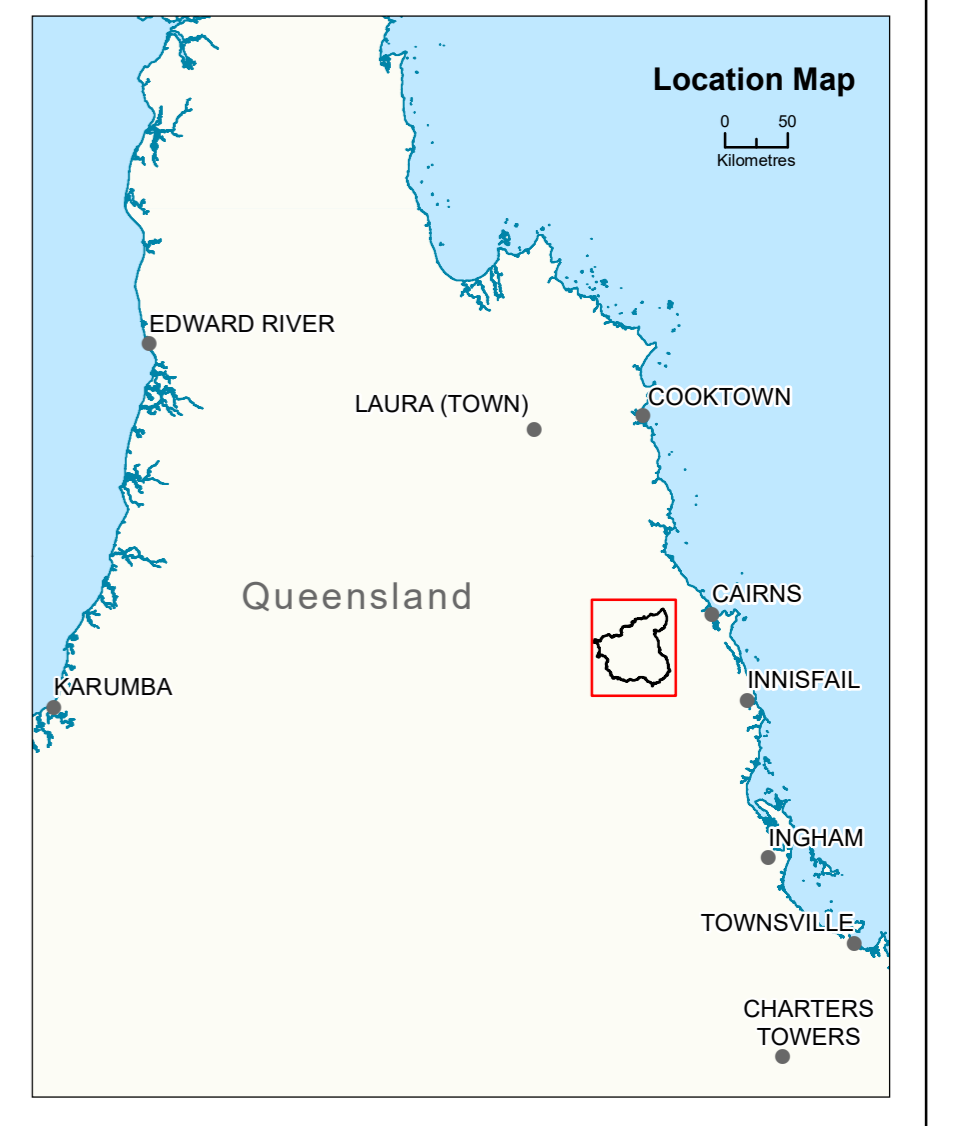 Location Map
0 50
Kilometres
EDWARD RIVER
COOKTOWN
LAURA (TOWN)
CAIRNS
Queensland
INNISFAIL
KARUMBA
INGHAM
TOWNSVILLE
CHARTERS
TOWERS